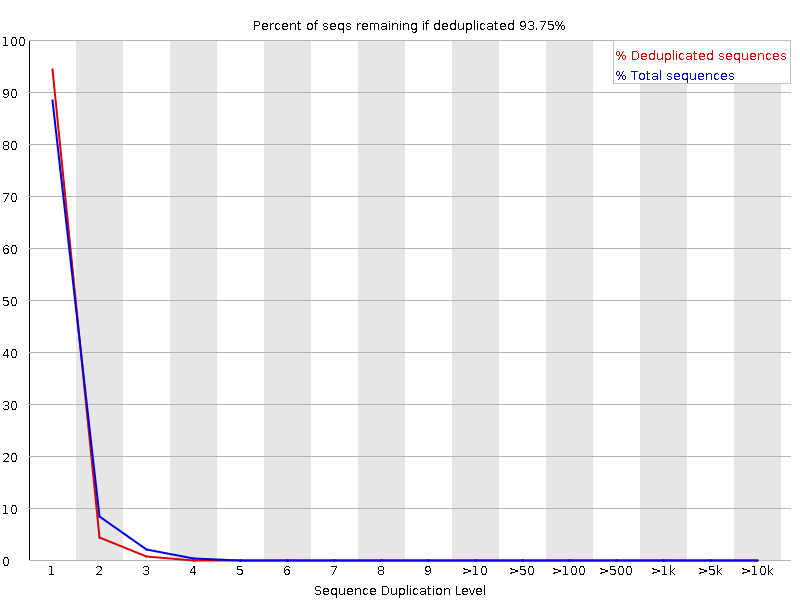 Percent of seqs remaining if deduplicated 93.75%
% Deduplicated sequences
% Total sequences
100
90
80
70
60
50
40
30
20
10
0
1 2 3 4 5 6 7 8 9 >10 >50 >100 >500 >1k >5k >10k
Sequence Duplication Level